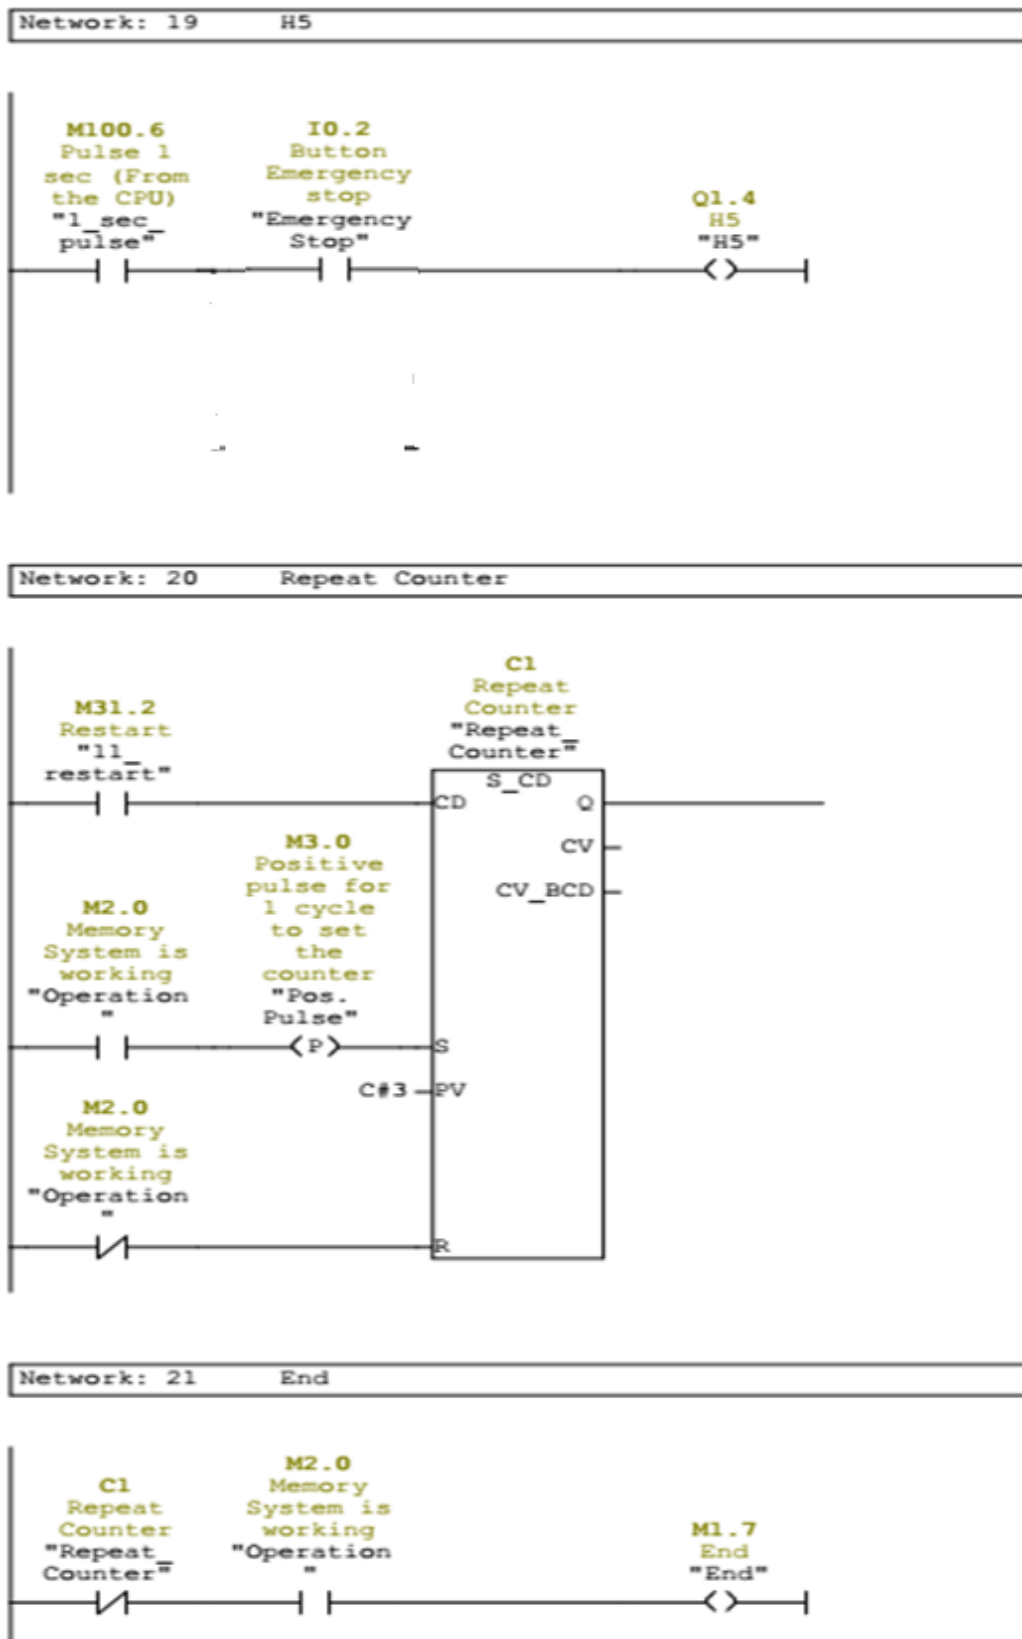 Network: 19 H5
M100.6
Pulse 1
sec (From
the CPU)
"1_sec_
pulse"
I0.2
Button
Emergency
stop
"Emergency
Stop"
Q1.4
H5
"H5"
Network: 20 Repeat Counter
C1
Repeat
Counter
"Repeat_
Counter"
M31.2
Restart
"11_
restart"
S_CD
CD
Q
CV
CV_BCD
M3.0
Positive
pulse for
1 cycle
to set
the
counter
"Pos.
Pulse"
M2.0
Memory
System is
working
"Operation
"
(P)
S
C#3
PV
M2.0
Memory
System is
working
"Operation
"
R
Network: 21 End
C1
Repeat
Counter
"Repeat_
Counter"
M2.0
Memory
System is
working
"Operation
"
M1.7
End
"End"